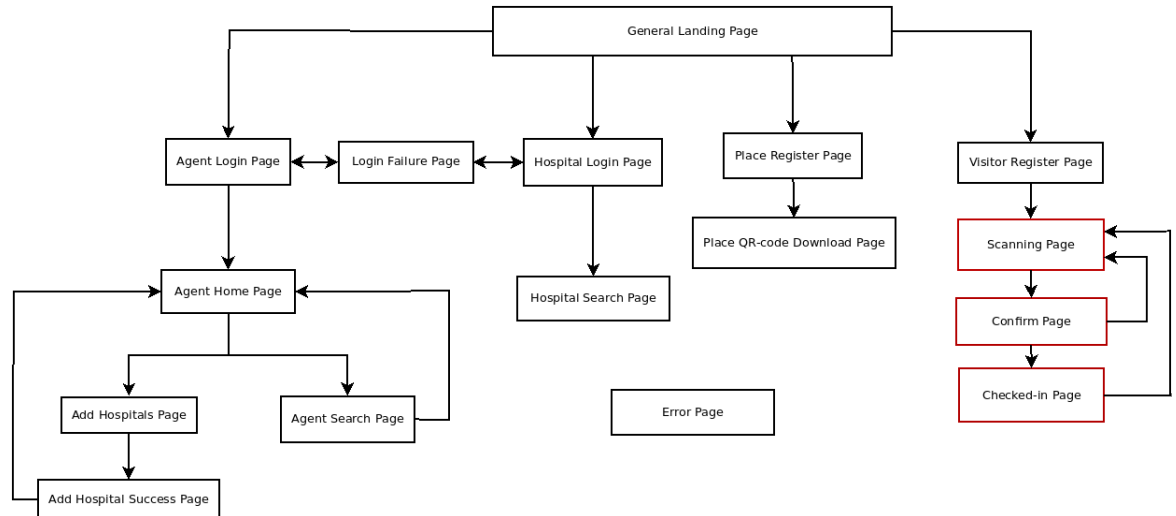 General Landing Page
Agent Login Page
Login Failure Page
Hospital Login Page
Place Register Page
Visitor Register Page
Place QR-code Download Page
Scanning Page
Agent Home Page
Hospital Search Page
Confirm Page
Add Hospitals Page
Agent Search Page
Error Page
Checked-in Page
Add Hospital Success Page